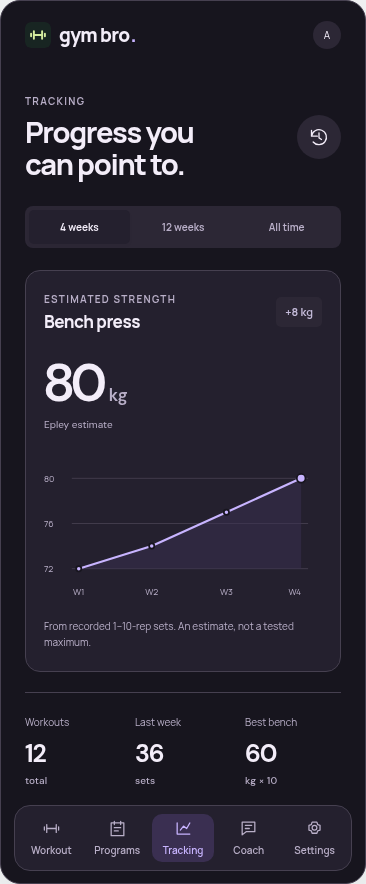 gym bro.
A
TRACKING
Progress you
can point to.
4 weeks
12 weeks
All time
ESTIMATED STRENGTH
Bench press
+8 kg
80 kg
Epley estimate
80
76
72
W1
W2
W3
W4
From recorded 1–10-rep sets. An estimate, not a tested
maximum.
Workouts
Last week
Best bench
12
36
60
total
sets
kg × 10
Workout
Programs
Tracking
Coach
Settings